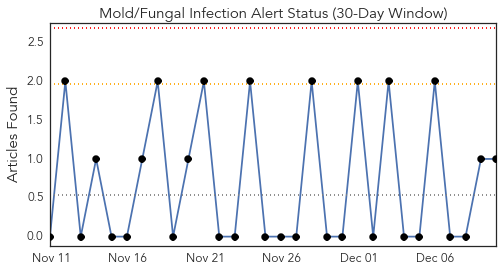 Mold/Fungal Infection Alert Status (30-Day Window)
Articles Found
2.5
2.0
1.5
1.0
0.5
0.0
Nov 11 Nov 16 Nov 21 Nov 26 Dec 01 Dec 06